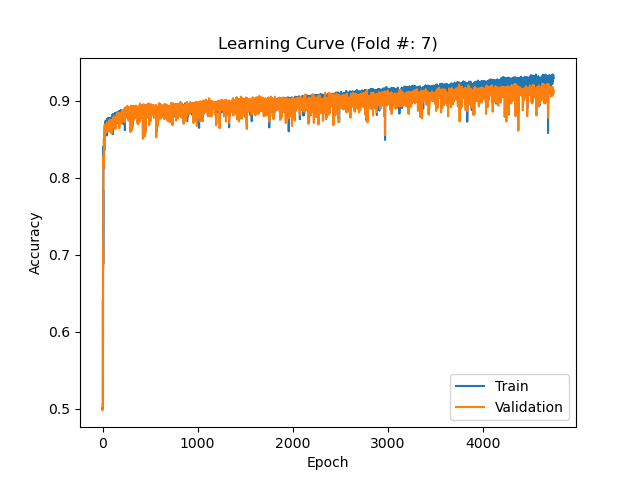 Learning Curve (Fold #: 7)
0.9
0.8
0.7
0.6
0.5
Accuracy
0
1000
2000
3000
4000
Epoch
Train
Validation